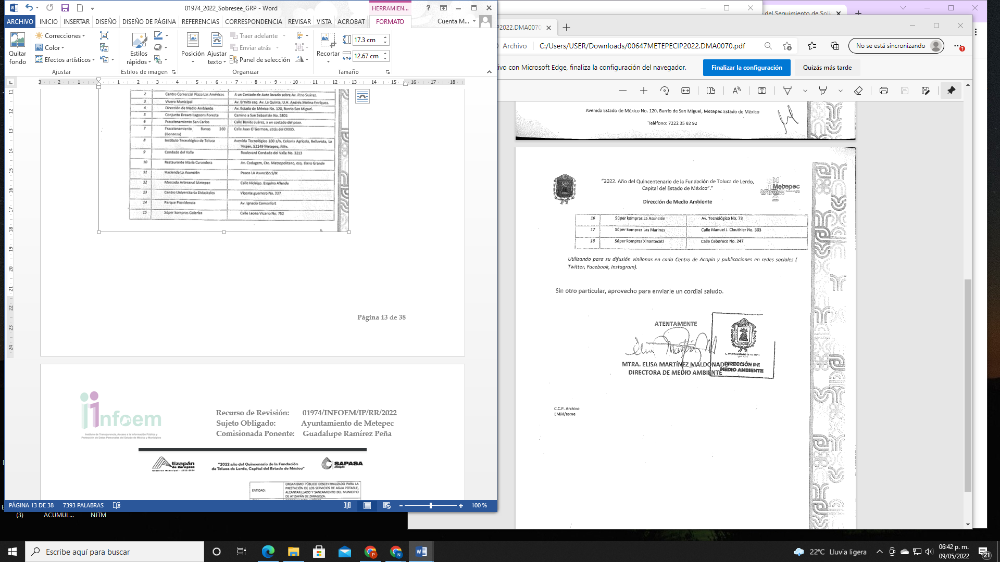 01974_2022_Sobresee_GRP - Word
HERRAMIEN...
ARCHIVO INICIO INSERTAR DISEÑO DISEÑO DE PÁGINA REFERENCIAS CORRESPONDENCIA REVISAR VISTA ACROBAT FORMATO Cuenta M...
Quitar fondo
Correcciones
Color
Efectos artísticos
Ajustar
Estilos rápidos
Estilos de imagen
Posición
Ajustar texto
Traer adelante
Enviar atrás
Panel de selección
Organizar
Recortar
17.3 cm
12.67 cm
Tamaño
3 2 1 1 2 3 4 5 6 7 8 9 10 11 12 13 14 15 16 17 18
2 Centro Comercial Plaza Las Américas A un Costado de Auto lavado sobre Av. Pino Suárez.
3 Vivero Municipal Av. Ermita esq. Av. La Quinta, U.H. Andrés Molina Enríquez.
4 Dirección de Medio Ambiente Av. Estado de México No. 120, Barrio San Miguel.
5 Conjunto Dream Lagoons Foresta Camino a San Sebastián No. 3801
6 Fraccionamiento San Carlos Calle Benito Juárez, a un costado del pozo.
7 Fraccionamiento Banus 360 (Bonanza) Calle Juan O'Gorman, atrás del OXXO.
8 Instituto Tecnológico de Toluca Avenida Tecnológico 100 s/n. Colonia Agrícola, Bellavista, La
Virgen, 52149 Metepec, Méx.
9 Condado del Valle Boulevard Condado del Valle No. 3213
10 Restaurante María Curandera Av. Codagem, Cto. Metropolitano, esq. Llano Grande
11 Hacienda La Asunción Paseo LA Asunción S/N
12 Mercado Artesanal Metepec Calle Hidalgo. Esquina Allende
13 Centro Universitario Didaskalos Vicente guerrero No. 227
14 Parque Providencia Av. Ignacio Comonfort
15 Súper kompras Galerías Calle Leona Vicario No. 752
Página 13 de 38
infoem
Instituto de Transparencia, Acceso a la Información Pública y
Protección de Datos Personales del Estado de México y Municipios
Recurso de Revisión: 01974/INFOEM/IP/RR/2022
Sujeto Obligado: Ayuntamiento de Metepec
Comisionada Ponente: Guadalupe Ramírez Peña
tizapán
de Zaragoza
"2022 año del Quincenario de la Fundación
de Toluca de Lerdo, Capital del Estado de México"
SAPASA
Atizapán
ENTIDAD:
ORGANISMO PÚBLICO DESCENTRALIZADO PARA LA
PRESTACIÓN DE LOS SERVICIOS DE AGUA POTABLE,
ALCANTARILLADO Y SANEAMIENTO DEL MUNICIPIO
DE ATIZAPÁN DE ZARAGOZA.
PÁGINA 13 DE 38 7393 PALABRAS 100 %
(3) ACUMUL... NJTM
del Seguimiento de Soli
P2022.DMA0070
Archivo C:/Users/USER/Downloads/00647METEPECIP2022.DMA0070.pdf
No se está sincronizando
ivo con Microsoft Edge, finaliza la configuración del navegador.
Finalizar la configuración
Quizás más tarde
Avenida Estado de México No. 120, Barrio de San Miguel, Metepec Estado de México
Teléfono: 7222 35 82 92
"2022. Año del Quincentenario de la Fundación de Toluca de Lerdo,
Capital del Estado de México"."
Metepec
Dirección de Medio Ambiente
16 Súper kompras La Asunción Av. Tecnológico No. 73
17 Súper kompras Las Marinas Calle Manuel J. Clouthier No. 303
18 Súper kompras Xinantecatl Calle Ceboruco No. 247
Utilizando para su difusión vinilonas en cada Centro de Acopio y publicaciones en redes sociales (
Twitter, Facebook, Instagram).
Sin otro particular, aprovecho para enviarle un cordial saludo.
ATENTAMENTE
MTRA. ELISA MARTÍNEZ MALDONADO
DIRECTORA DE MEDIO AMBIENTE
DIRECCIÓN DE
MEDIO AMBIENTE
C.C.P. Archivo
EMM/asme
Escribe aquí para buscar
22°C Lluvia ligera
06:42 p. m.
09/05/2022
21